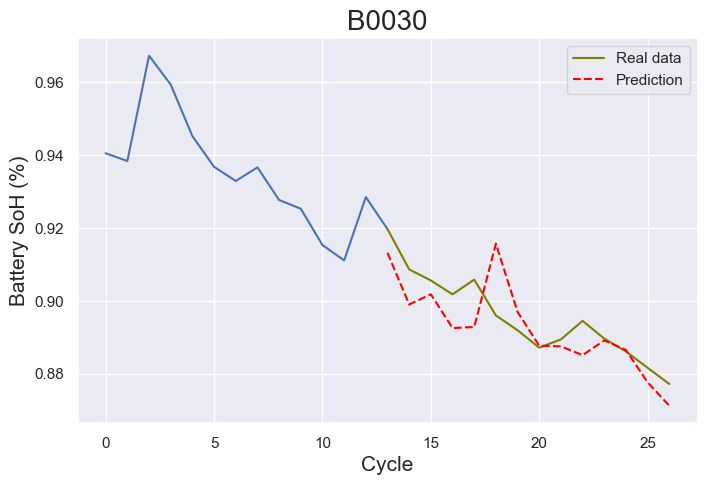 B0030
Real data
Prediction
0.96
0.94
0.92
0.90
0.88
Battery SoH (%)
0 5 10 15 20 25
Cycle